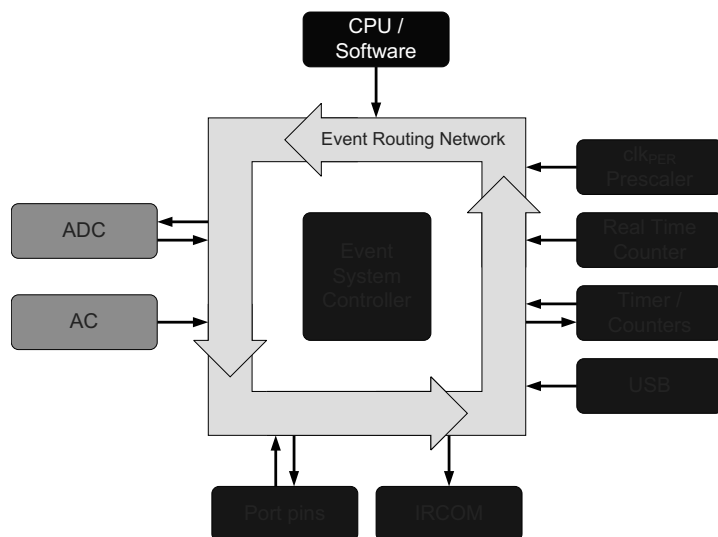 CPU /
Software
Event Routing Network
clkPER
Prescaler
ADC
Real Time
Counter
Event
System
Controller
AC
Timer /
Counters
USB
Port pins
IRCOM